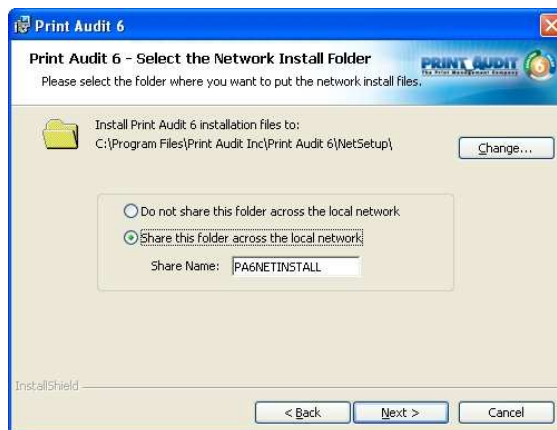 Print Audit 6
Print Audit 6 - Select the Network Install Folder
Please select the folder where you want to put the network install files.
PRINT AUDIT 6
The Print Management Company
Install Print Audit 6 installation files to:
C:\Program Files\Print Audit Inc\Print Audit 6\NetSetup\
Change...
Do not share this folder across the local network
Share this folder across the local network
Share Name: PA6NETINSTALL
InstallShield
< Back Next > Cancel